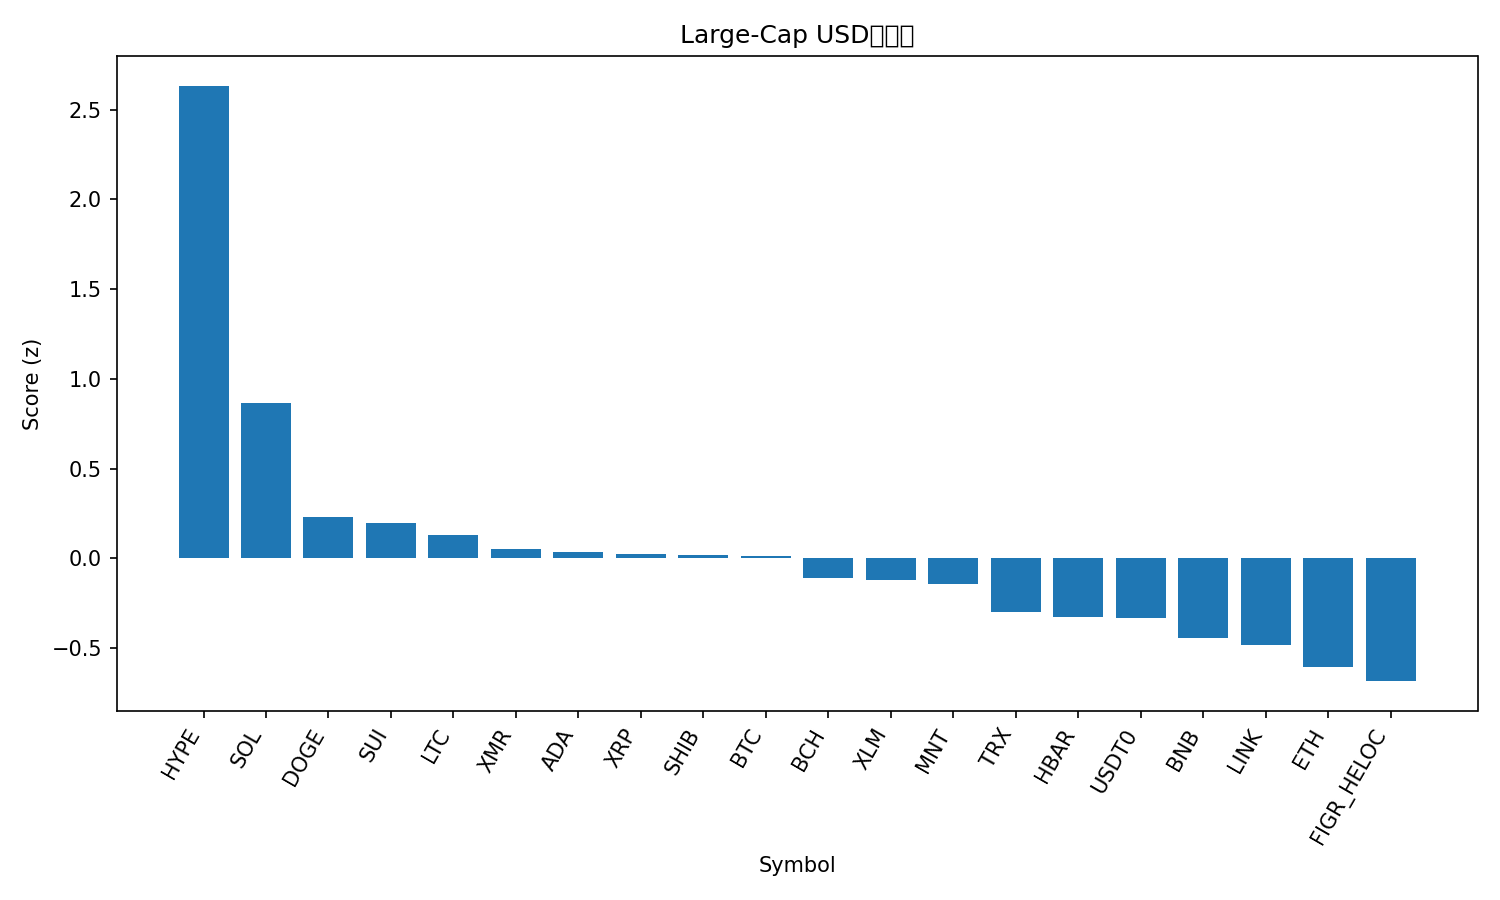 Large-Cap USD
Score (z)
2.5
2.0
1.5
1.0
0.5
0.0
−0.5
HYPE
SOL
DOGE
SUI
LTC
XMR
ADA
XRP
SHIB
BTC
BCH
XLM
MNT
TRX
HBAR
USDT0
BNB
LINK
ETH
FIGR_HELOC
Symbol